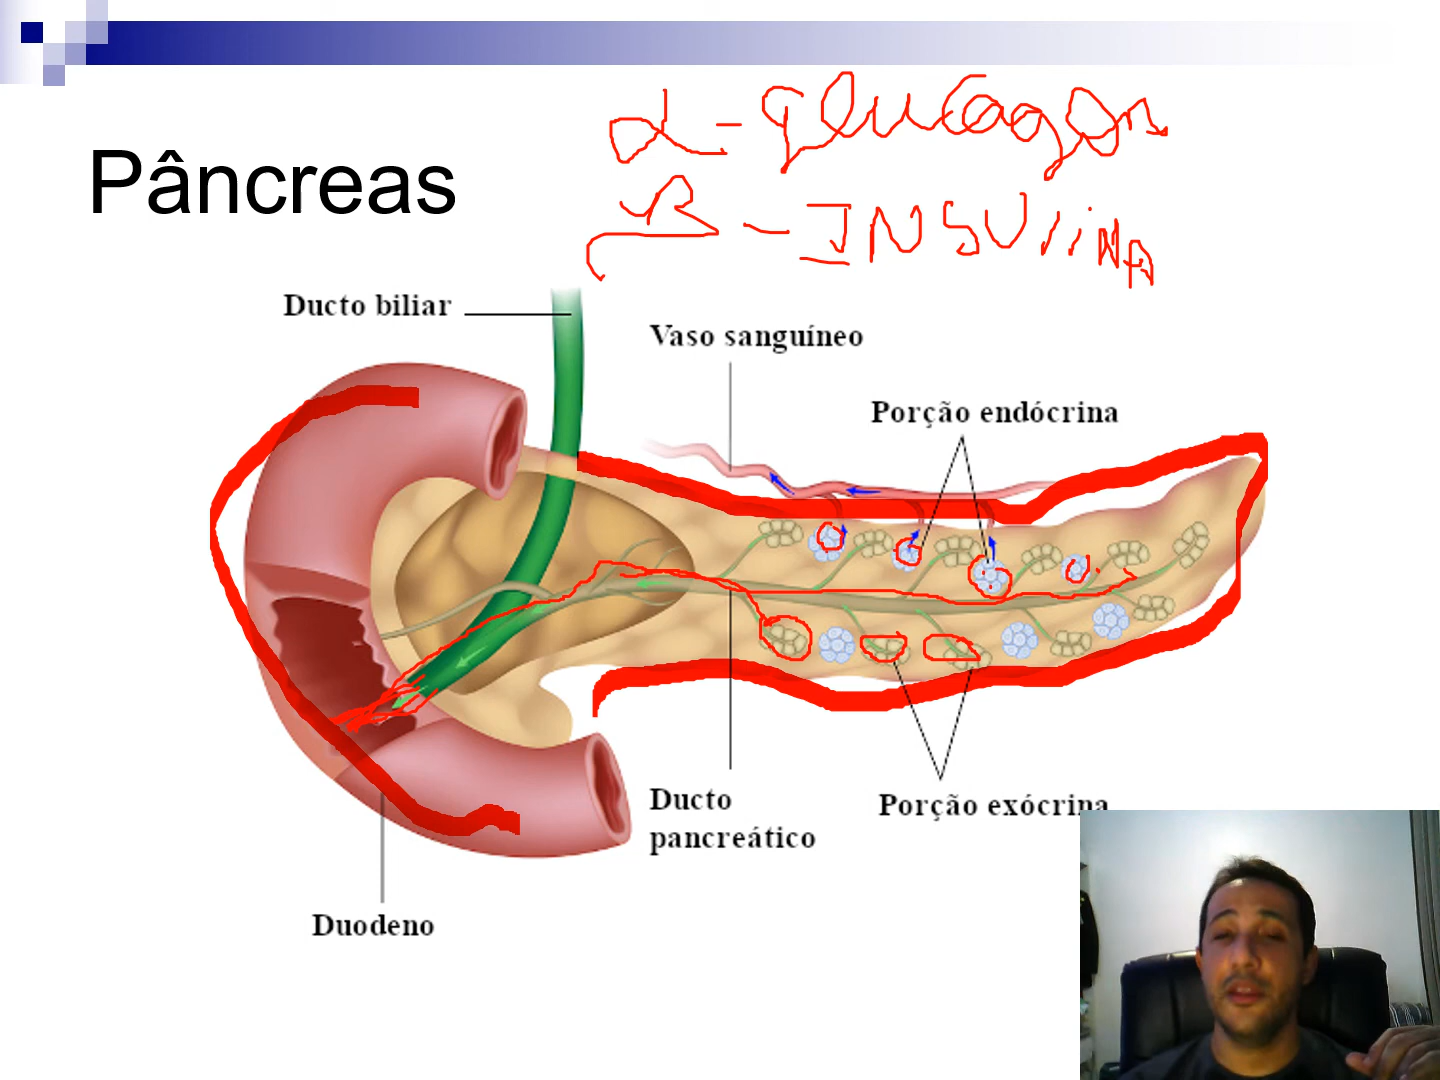 α - glucagon
Pâncreas
β - INSULINA
Ducto biliar
Vaso sanguíneo
Porção endócrina
Ducto
pancreático
Porção exócrina
Duodeno